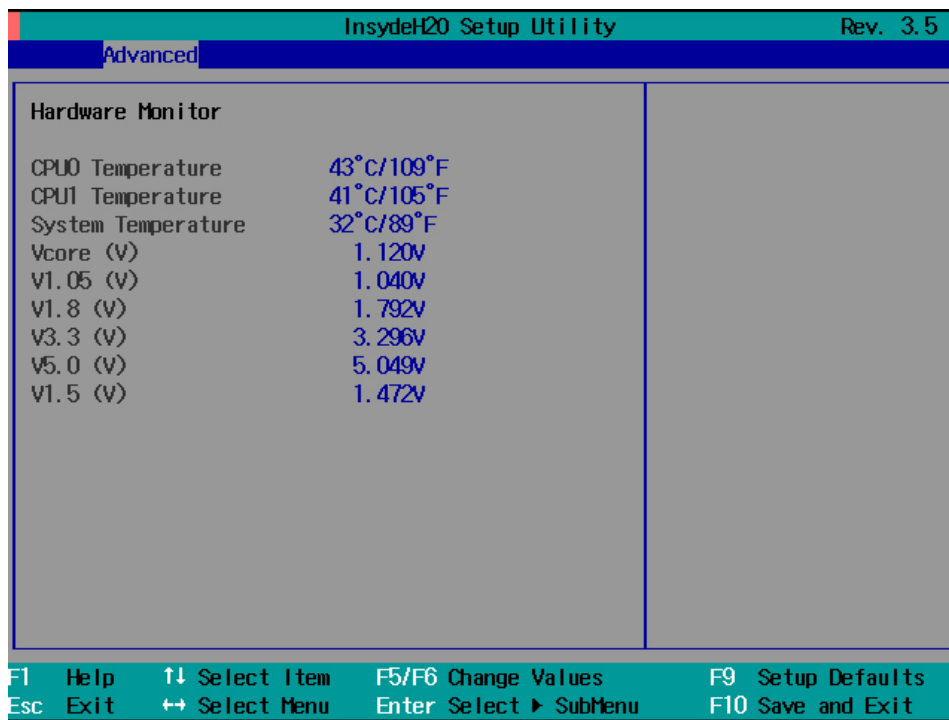 InsydeH2O Setup Utility Rev. 3.5
Advanced
Hardware Monitor
CPU0 Temperature 43°C/109°F
CPU1 Temperature 41°C/105°F
System Temperature 32°C/89°F
Vcore (V) 1.120V
V1.05 (V) 1.040V
V1.8 (V) 1.792V
V3.3 (V) 3.296V
V5.0 (V) 5.049V
V1.5 (V) 1.472V
F1 Help ↑↓ Select Item F5/F6 Change Values F9 Setup Defaults
Esc Exit ↔ Select Menu Enter Select ▶ SubMenu F10 Save and Exit